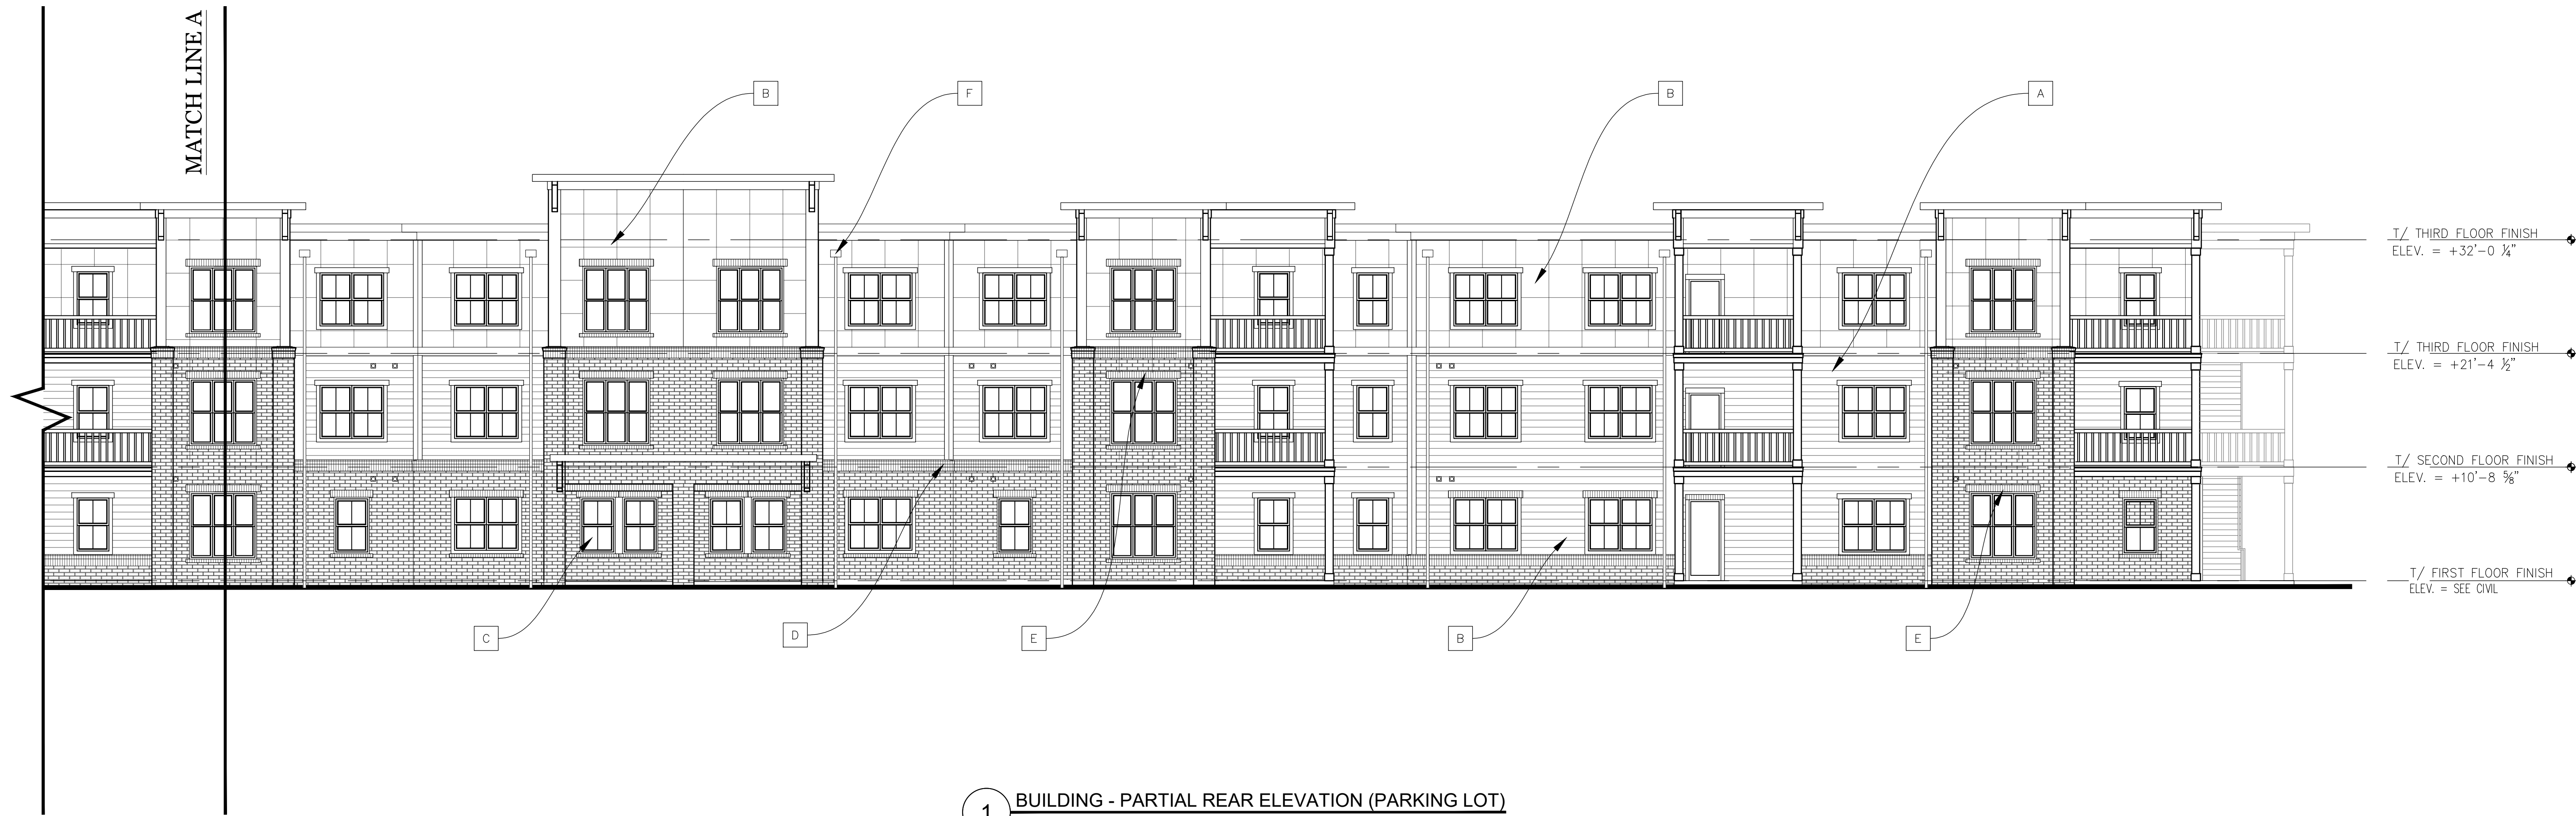 MATCH LINE A
B
F
B
A
T/ THIRD FLOOR FINISH
ELEV. = +32'-0 ¼"
T/ THIRD FLOOR FINISH
ELEV. = +21'-4 ½"
T/ SECOND FLOOR FINISH
ELEV. = +10'-8 ⅝"
T/ FIRST FLOOR FINISH
ELEV. = SEE CIVIL
C
D
E
B
E
1
BUILDING - PARTIAL REAR ELEVATION (PARKING LOT)